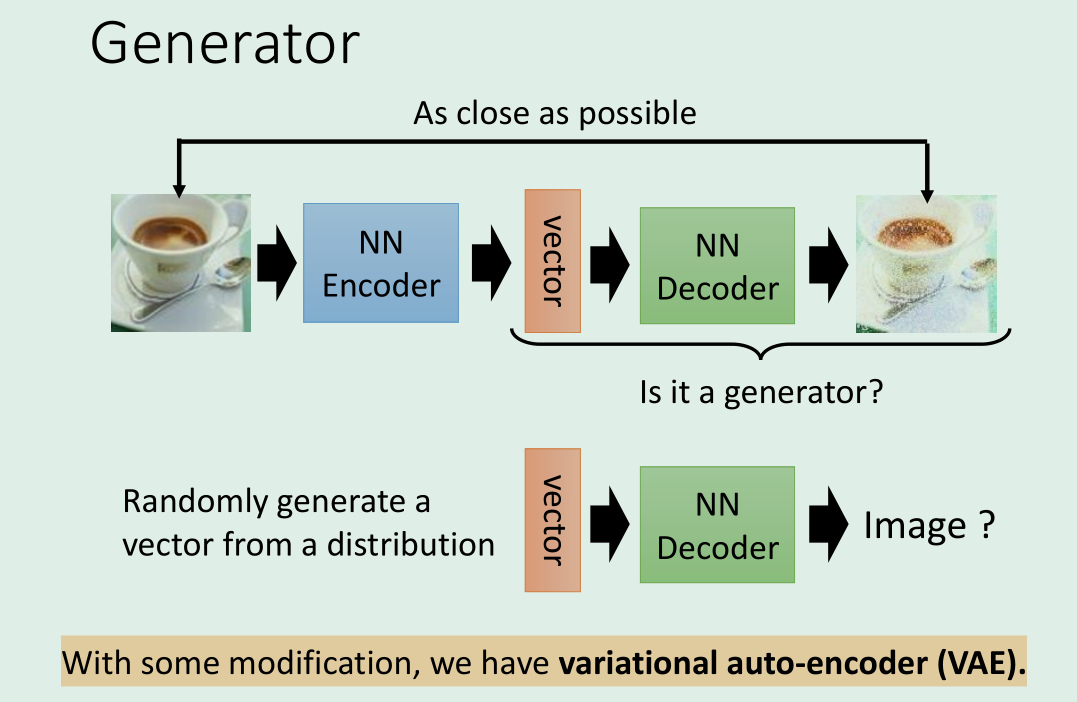 Generator
As close as possible
NN
Encoder
vector
NN
Decoder
Is it a generator?
Randomly generate a
vector from a distribution
vector
NN
Decoder
Image ?
With some modification, we have variational auto-encoder (VAE).